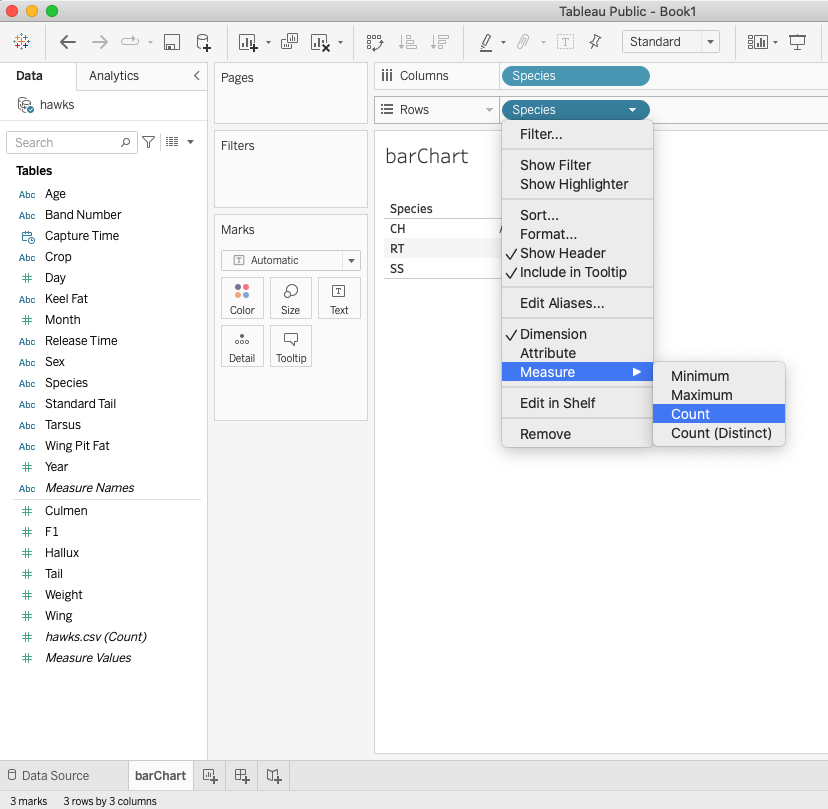 Tableau Public - Book1
Standard
Data
Analytics
Pages
Columns
Species
hawks
Rows
Species
Search
Filters
barChart
Filter...
Show Filter
Show Highlighter
Sort...
Format...
Show Header
Include in Tooltip
Edit Aliases...
Dimension
Attribute
Measure
Edit in Shelf
Remove
Minimum
Maximum
Count
Count (Distinct)
Species
CH
RT
SS
Tables
Abc Age
Abc Band Number
Capture Time
Abc Crop
# Day
Abc Keel Fat
# Month
Abc Release Time
Abc Sex
Abc Species
Abc Standard Tail
Abc Tarsus
Abc Wing Pit Fat
# Year
Abc Measure Names
# Culmen
# F1
# Hallux
# Tail
# Weight
# Wing
# hawks.csv (Count)
# Measure Values
Marks
T Automatic
Color
Size
T
Text
Detail
Tooltip
Data Source
barChart
3 marks 3 rows by 3 columns